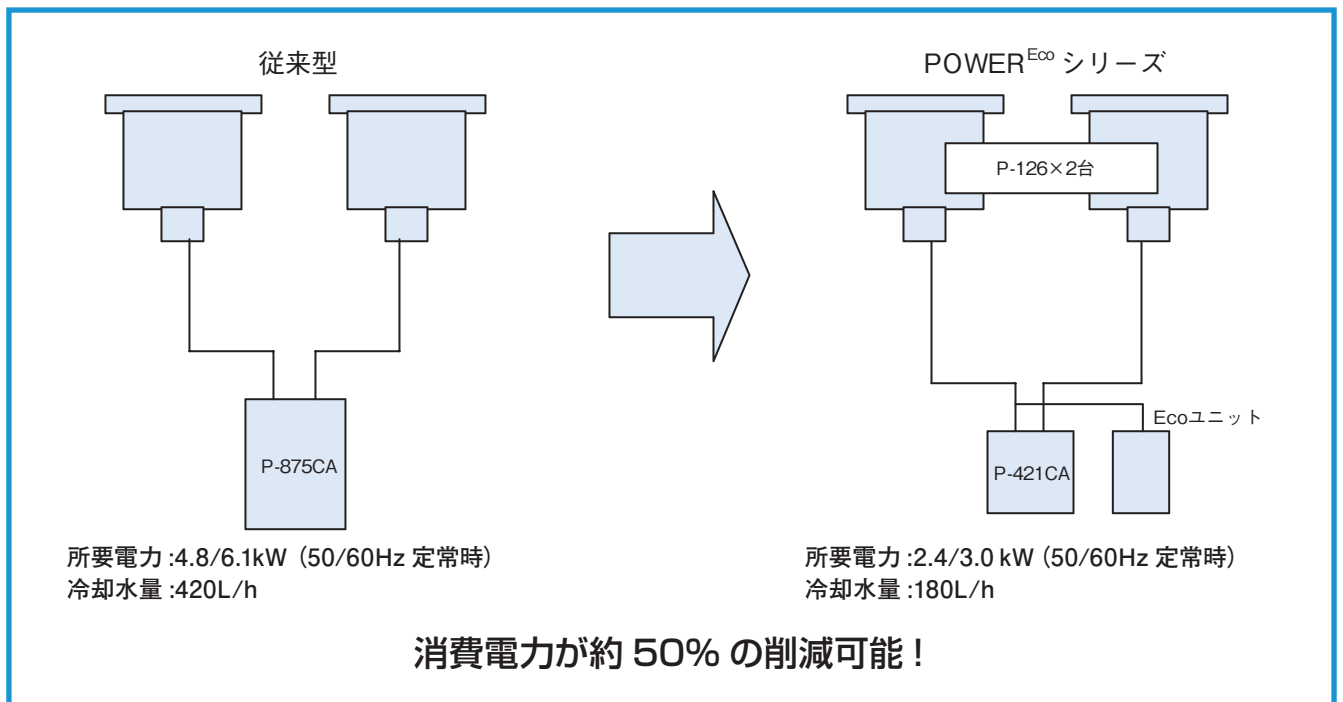 従来型
POWER^Eco シリーズ
P-126×2台
Ecoユニット
P-875CA
P-421CA
所要電力 :4.8/6.1kW（50/60Hz 定常時）
冷却水量 :420L/h
所要電力 :2.4/3.0 kW（50/60Hz 定常時）
冷却水量 :180L/h
消費電力が約 50% の削減可能！